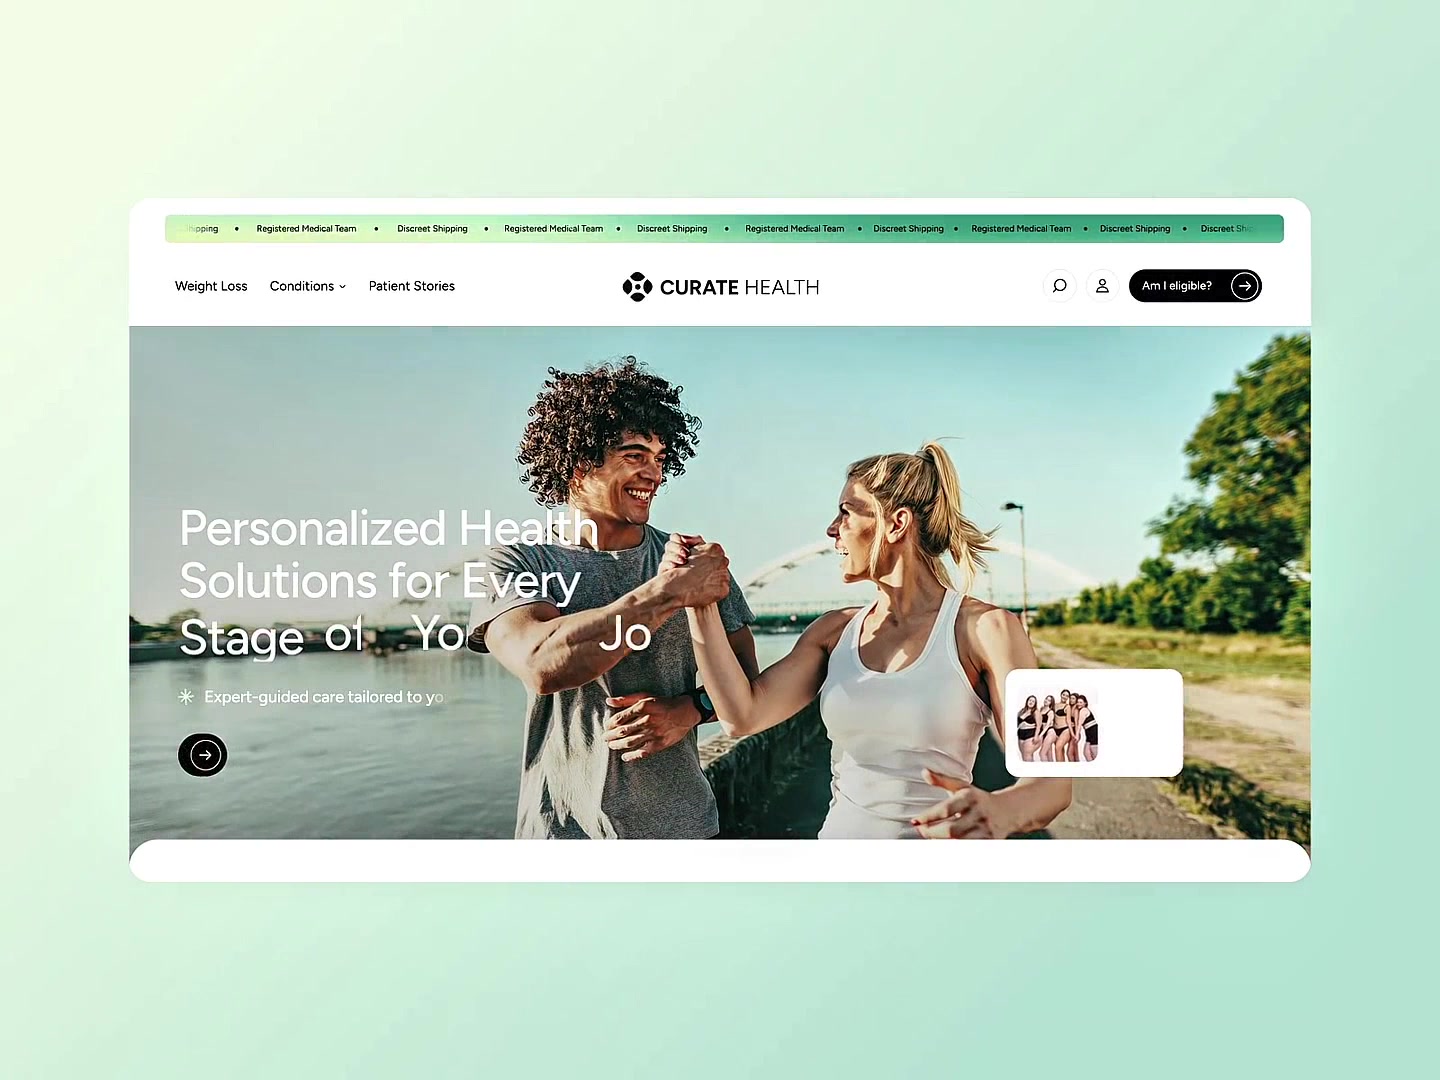 Registered Medical Team • Discreet Shipping • Registered Medical Team • Discreet Shipping • Registered Medical Team • Discreet Shipping • Registered Medical Team • Discreet Shipping • Discreet
Weight Loss Conditions Patient Stories CURATE HEALTH Am I eligible?
Personalized Health
Solutions for Every
Stage of
Expert-guided care tailored to